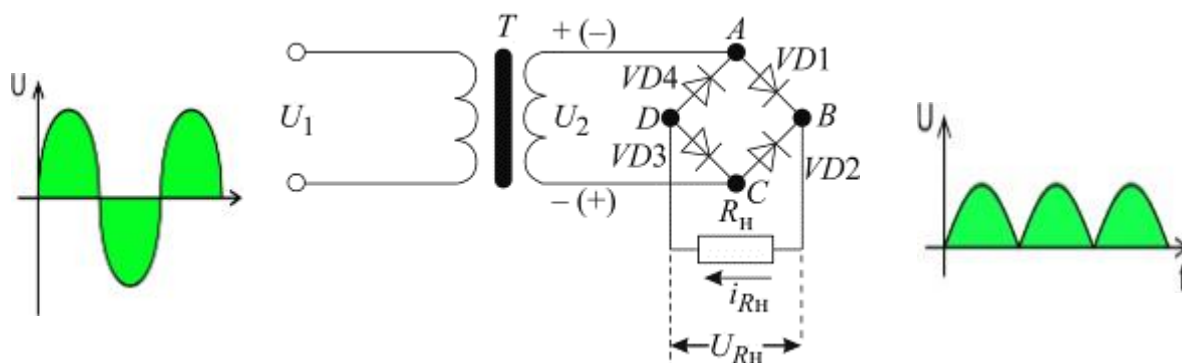 U
U1
T
+ (–)
U2
– (+)
A
VD4
VD1
D
B
VD3
VD2
C
Rн
iRн
URн
U
t